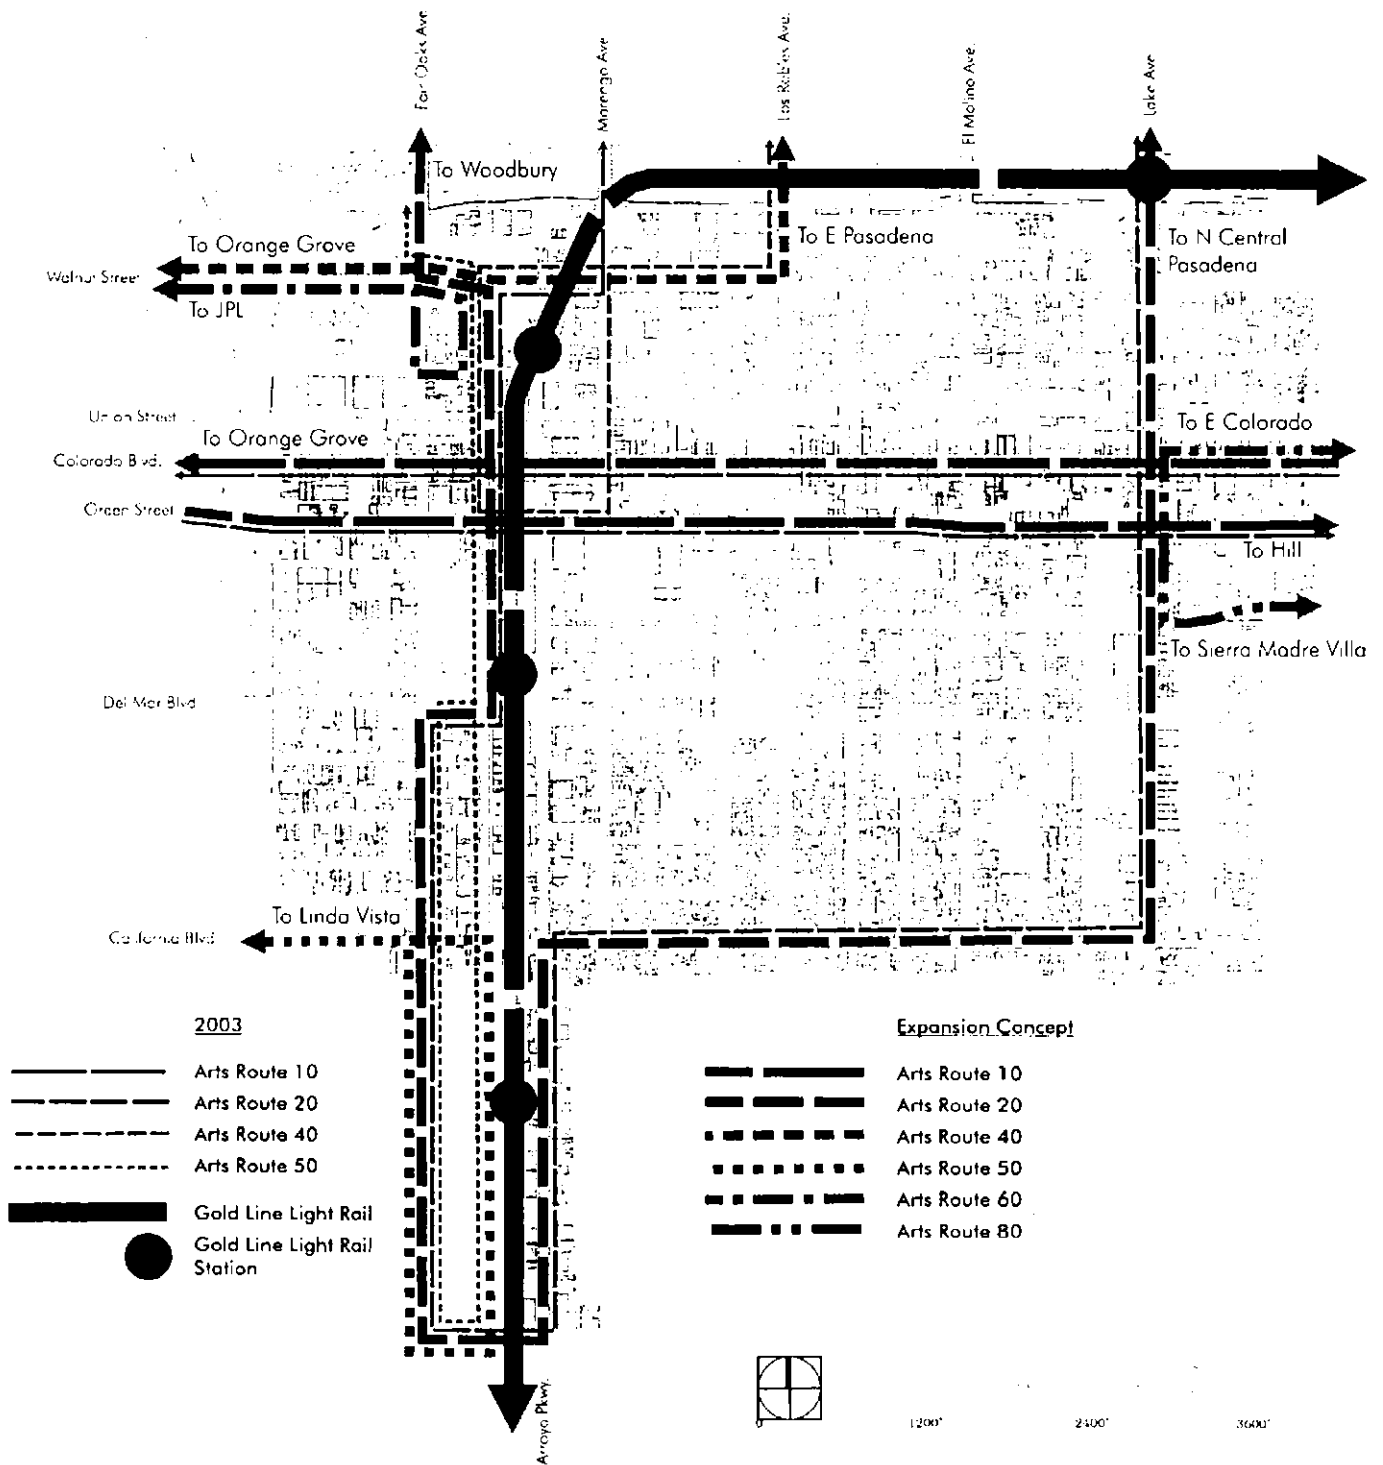 Fair Oaks Ave
Marengo Ave
Los Robles Ave.
El Molino Ave.
Lake Ave
To Woodbury
To Orange Grove
Walnut Street
To JPL
To E Pasadena
To N Central
Pasadena
Union Street
To Orange Grove
Colorado Blvd.
To E Colorado
Green Street
To Hill
To Sierra Madre Villa
Del Mar Blvd
To Linda Vista
California Blvd
2003
Arts Route 10
Arts Route 20
Arts Route 40
Arts Route 50
Gold Line Light Rail
Gold Line Light Rail
Station
Expansion Concept
Arts Route 10
Arts Route 20
Arts Route 40
Arts Route 50
Arts Route 60
Arts Route 80
Arroyo Pkwy.
0 1200' 2400' 3600'